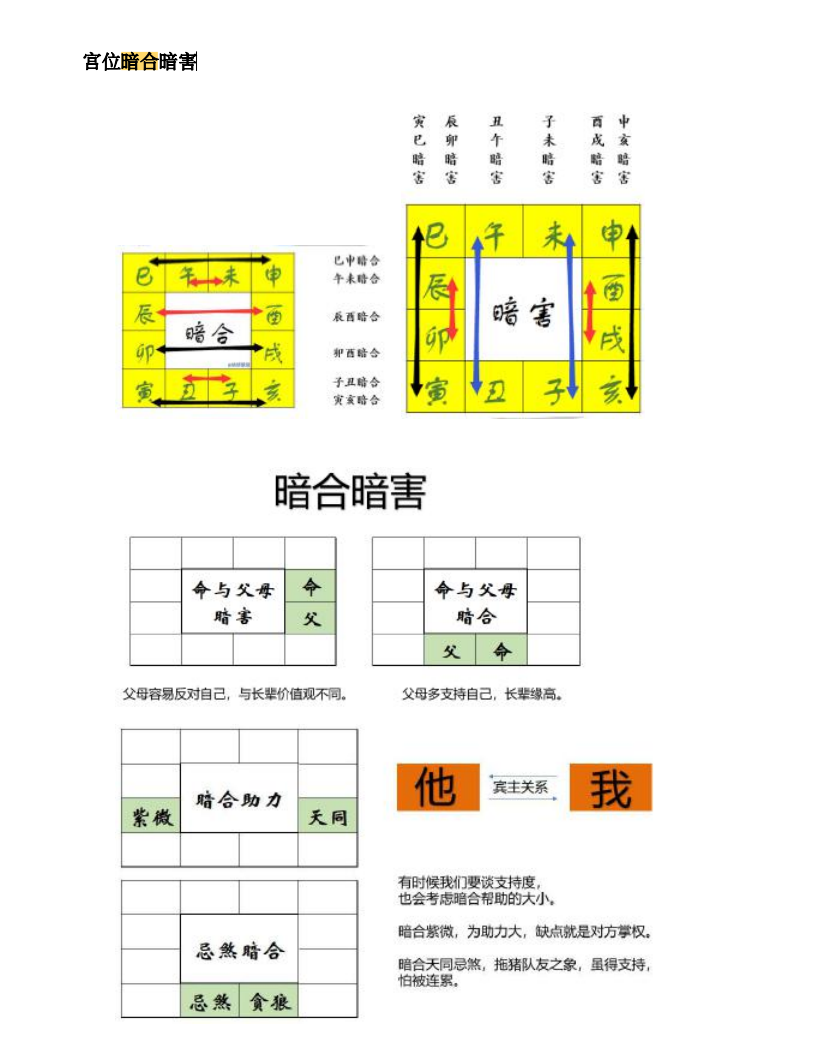 宫位暗合暗害
寅巳暗害
辰卯暗害
丑午暗害
子未暗害
酉戌暗害
申亥暗害
巳 午 未 申
辰 酉
暗合
卯 戌
寅 丑 子 亥
巳申暗合
午未暗合
辰酉暗合
卯酉暗合
子丑暗合
寅亥暗合
巳 午 未 申
辰 酉
暗害
卯 戌
寅 丑 子 亥
暗合暗害
命与父母
暗害
命
父
命与父母
暗合
父 命
父母容易反对自己，与长辈价值观不同。
父母多支持自己，长辈缘高。
暗合助力
紫微 天同
他 宾主关系 我
忌煞暗合
忌煞 貪狼
有时候我们要谈支持度，
也会考虑暗合帮助的大小。
暗合紫微，为助力大，缺点就是对方掌权。
暗合天同忌煞，拖猪队友之象，虽得支持，
怕被连累。